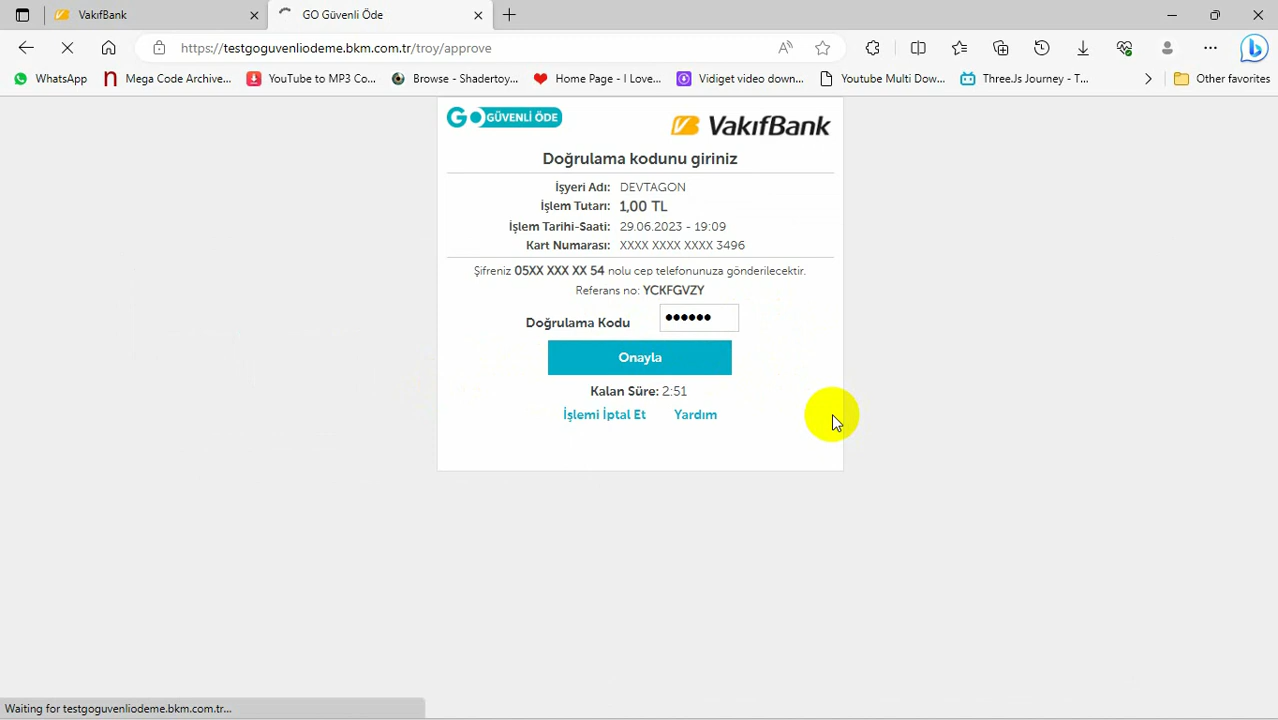 VakıfBank
GO Güvenli Öde
https://testgoguvenliodeme.bkm.com.tr/troy/approve
WhatsApp
Mega Code Archive...
YouTube to MP3 Co...
Browse - Shadertoy...
Home Page - I Love...
Vidget video down...
Youtube Multi Dow...
Three.Js Journey - T...
Other favorites
GO GÜVENLİ ÖDE
VakıfBank
Doğrulama kodunu giriniz
İşyeri Adı: DEVTAGON
İşlem Tutarı: 1,00 TL
İşlem Tarihi-Saati: 29.06.2023 - 19:09
Kart Numarası: XXXX XXXX XXXX 3496
Şifreniz 05XX XXX XX 54 nolu cep telefonunuza gönderilecektir.
Referans no: YCKFGVZY
Doğrulama Kodu ••••••
Onayla
Kalan Süre: 2:51
İşlemi İptal Et Yardım
Waiting for testgoguvenliodeme.bkm.com.tr...